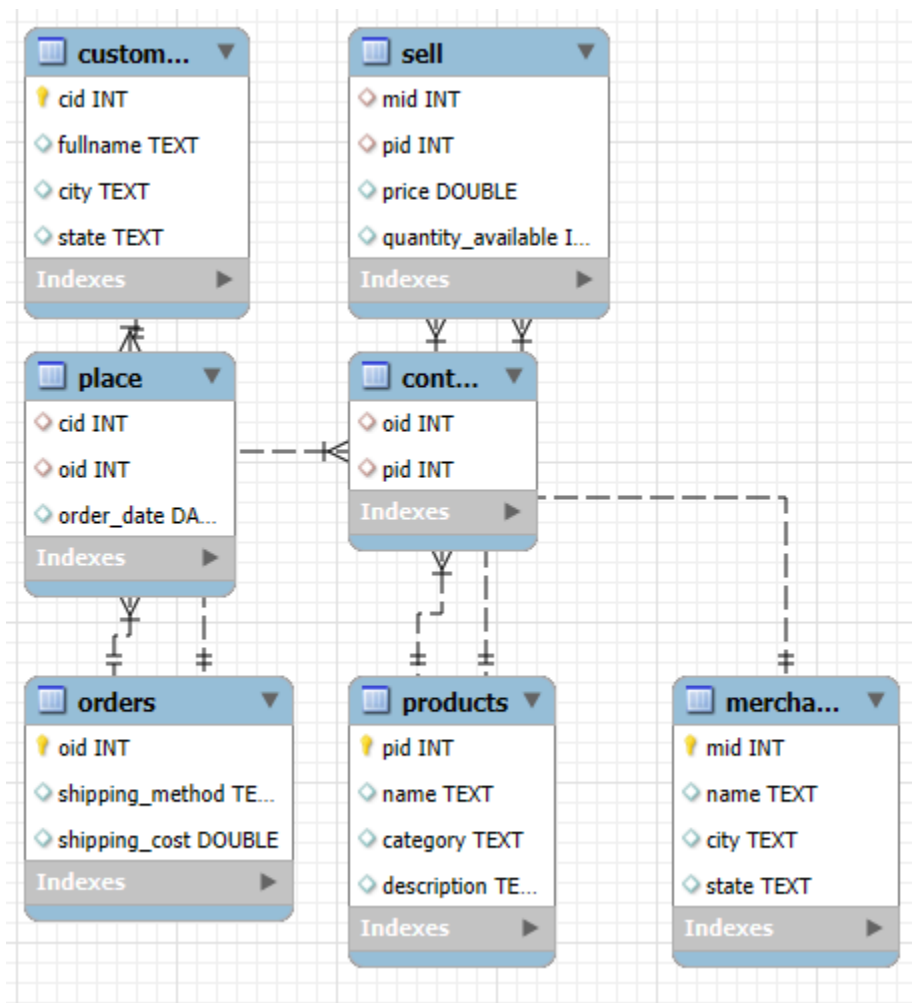 custom...
cid INT
fullname TEXT
city TEXT
state TEXT
Indexes
sell
mid INT
pid INT
price DOUBLE
quantity_available I...
Indexes
place
cid INT
oid INT
order_date DA...
Indexes
cont...
oid INT
pid INT
Indexes
orders
oid INT
shipping_method TE...
shipping_cost DOUBLE
Indexes
products
pid INT
name TEXT
category TEXT
description TE...
Indexes
mercha...
mid INT
name TEXT
city TEXT
state TEXT
Indexes